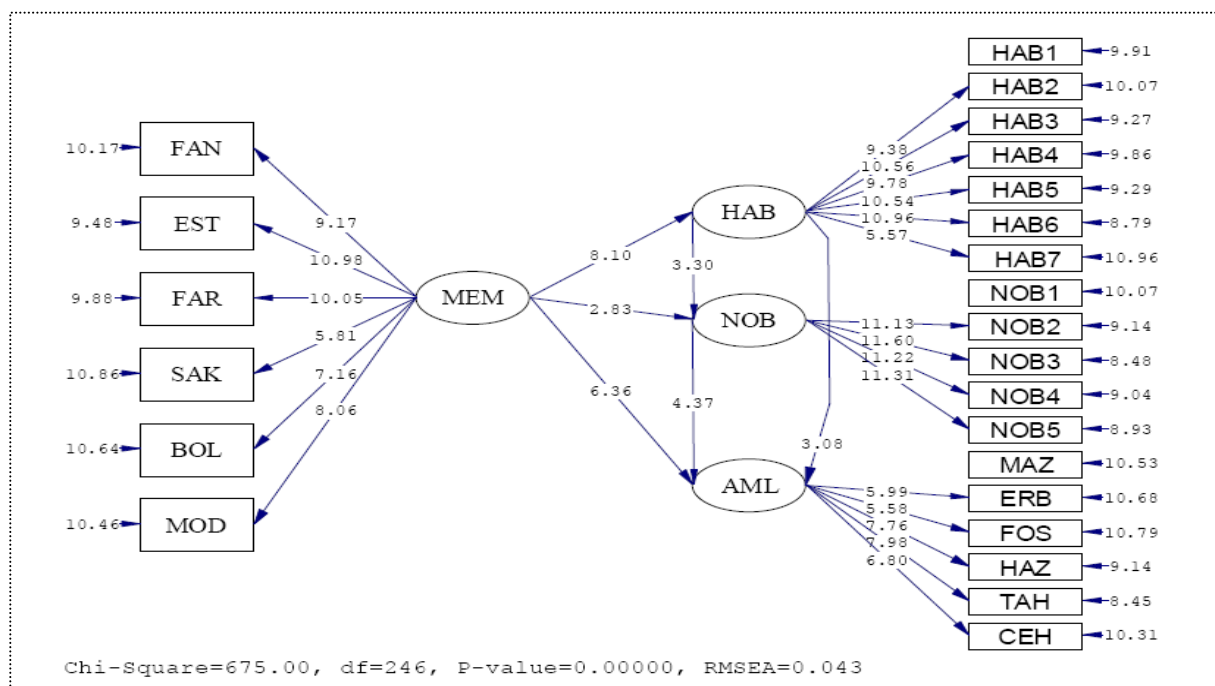 HAB1 9.91
HAB2 10.07
HAB3 9.27
HAB4 9.86
HAB5 9.29
HAB6 8.79
HAB7 10.96
NOB1 10.07
NOB2 9.14
NOB3 8.48
NOB4 9.04
NOB5 8.93
MAZ 10.53
ERB 10.68
FOS 10.79
HAZ 9.14
TAH 8.45
CEH 10.31
10.17 FAN
9.48 EST
9.88 FAR
10.86 SAK
10.64 BOL
10.46 MOD
9.17
10.98
10.05
5.81
7.16
8.06
MEM
8.10
2.83
6.36
HAB
3.30
NOB
4.37
AML
3.08
9.38
10.56
9.78
10.54
10.96
5.57
11.13
11.60
11.22
11.31
5.99
5.58
7.76
7.98
6.80
Chi-Square=675.00, df=246, P-value=0.00000, RMSEA=0.043